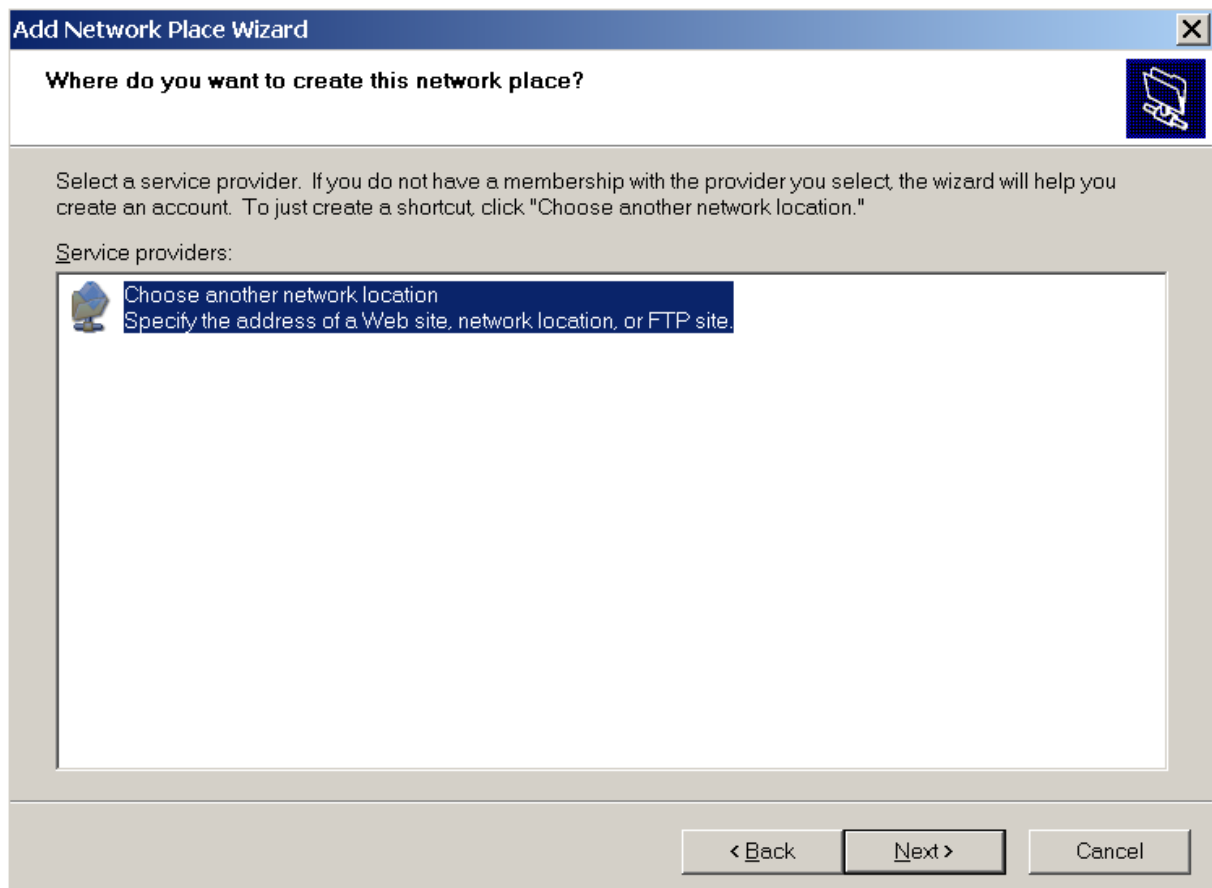 Add Network Place Wizard
Where do you want to create this network place?
Select a service provider. If you do not have a membership with the provider you select, the wizard will help you
create an account. To just create a shortcut, click "Choose another network location."
Service providers:
Choose another network location
Specify the address of a Web site, network location, or FTP site.
< Back
Next >
Cancel